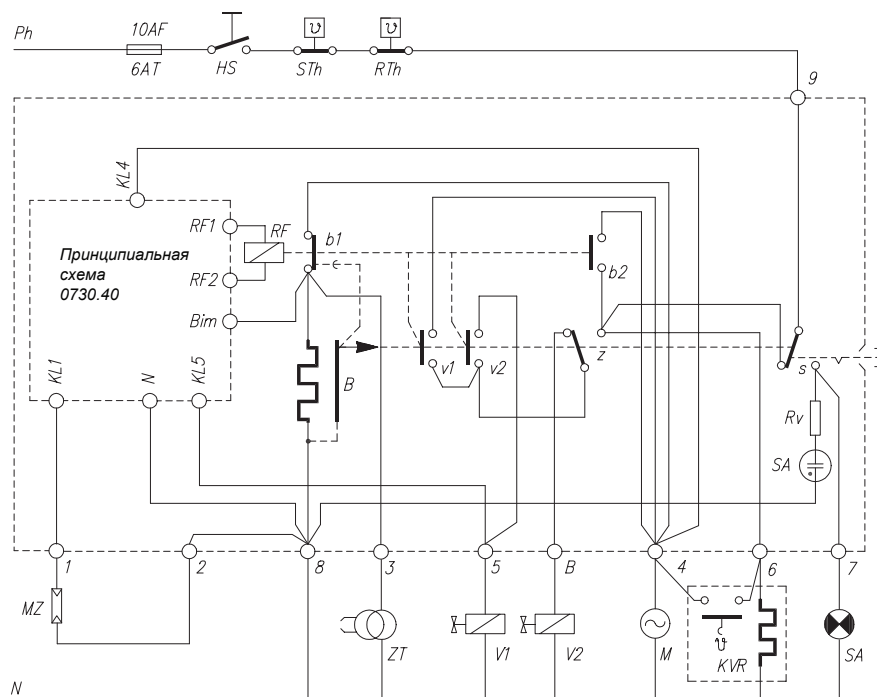 Ph
10AF
6AT
HS
STh
RTh
9
KL4
RF1
RF
b1
Принципиальная
схема
0730.40
RF2
b2
Bim
KL1
N
KL5
B
v1
v2
z
s
Rv
SA
1
2
8
3
5
B
4
6
7
MZ
ZT
V1
V2
M
KVR
SA
N